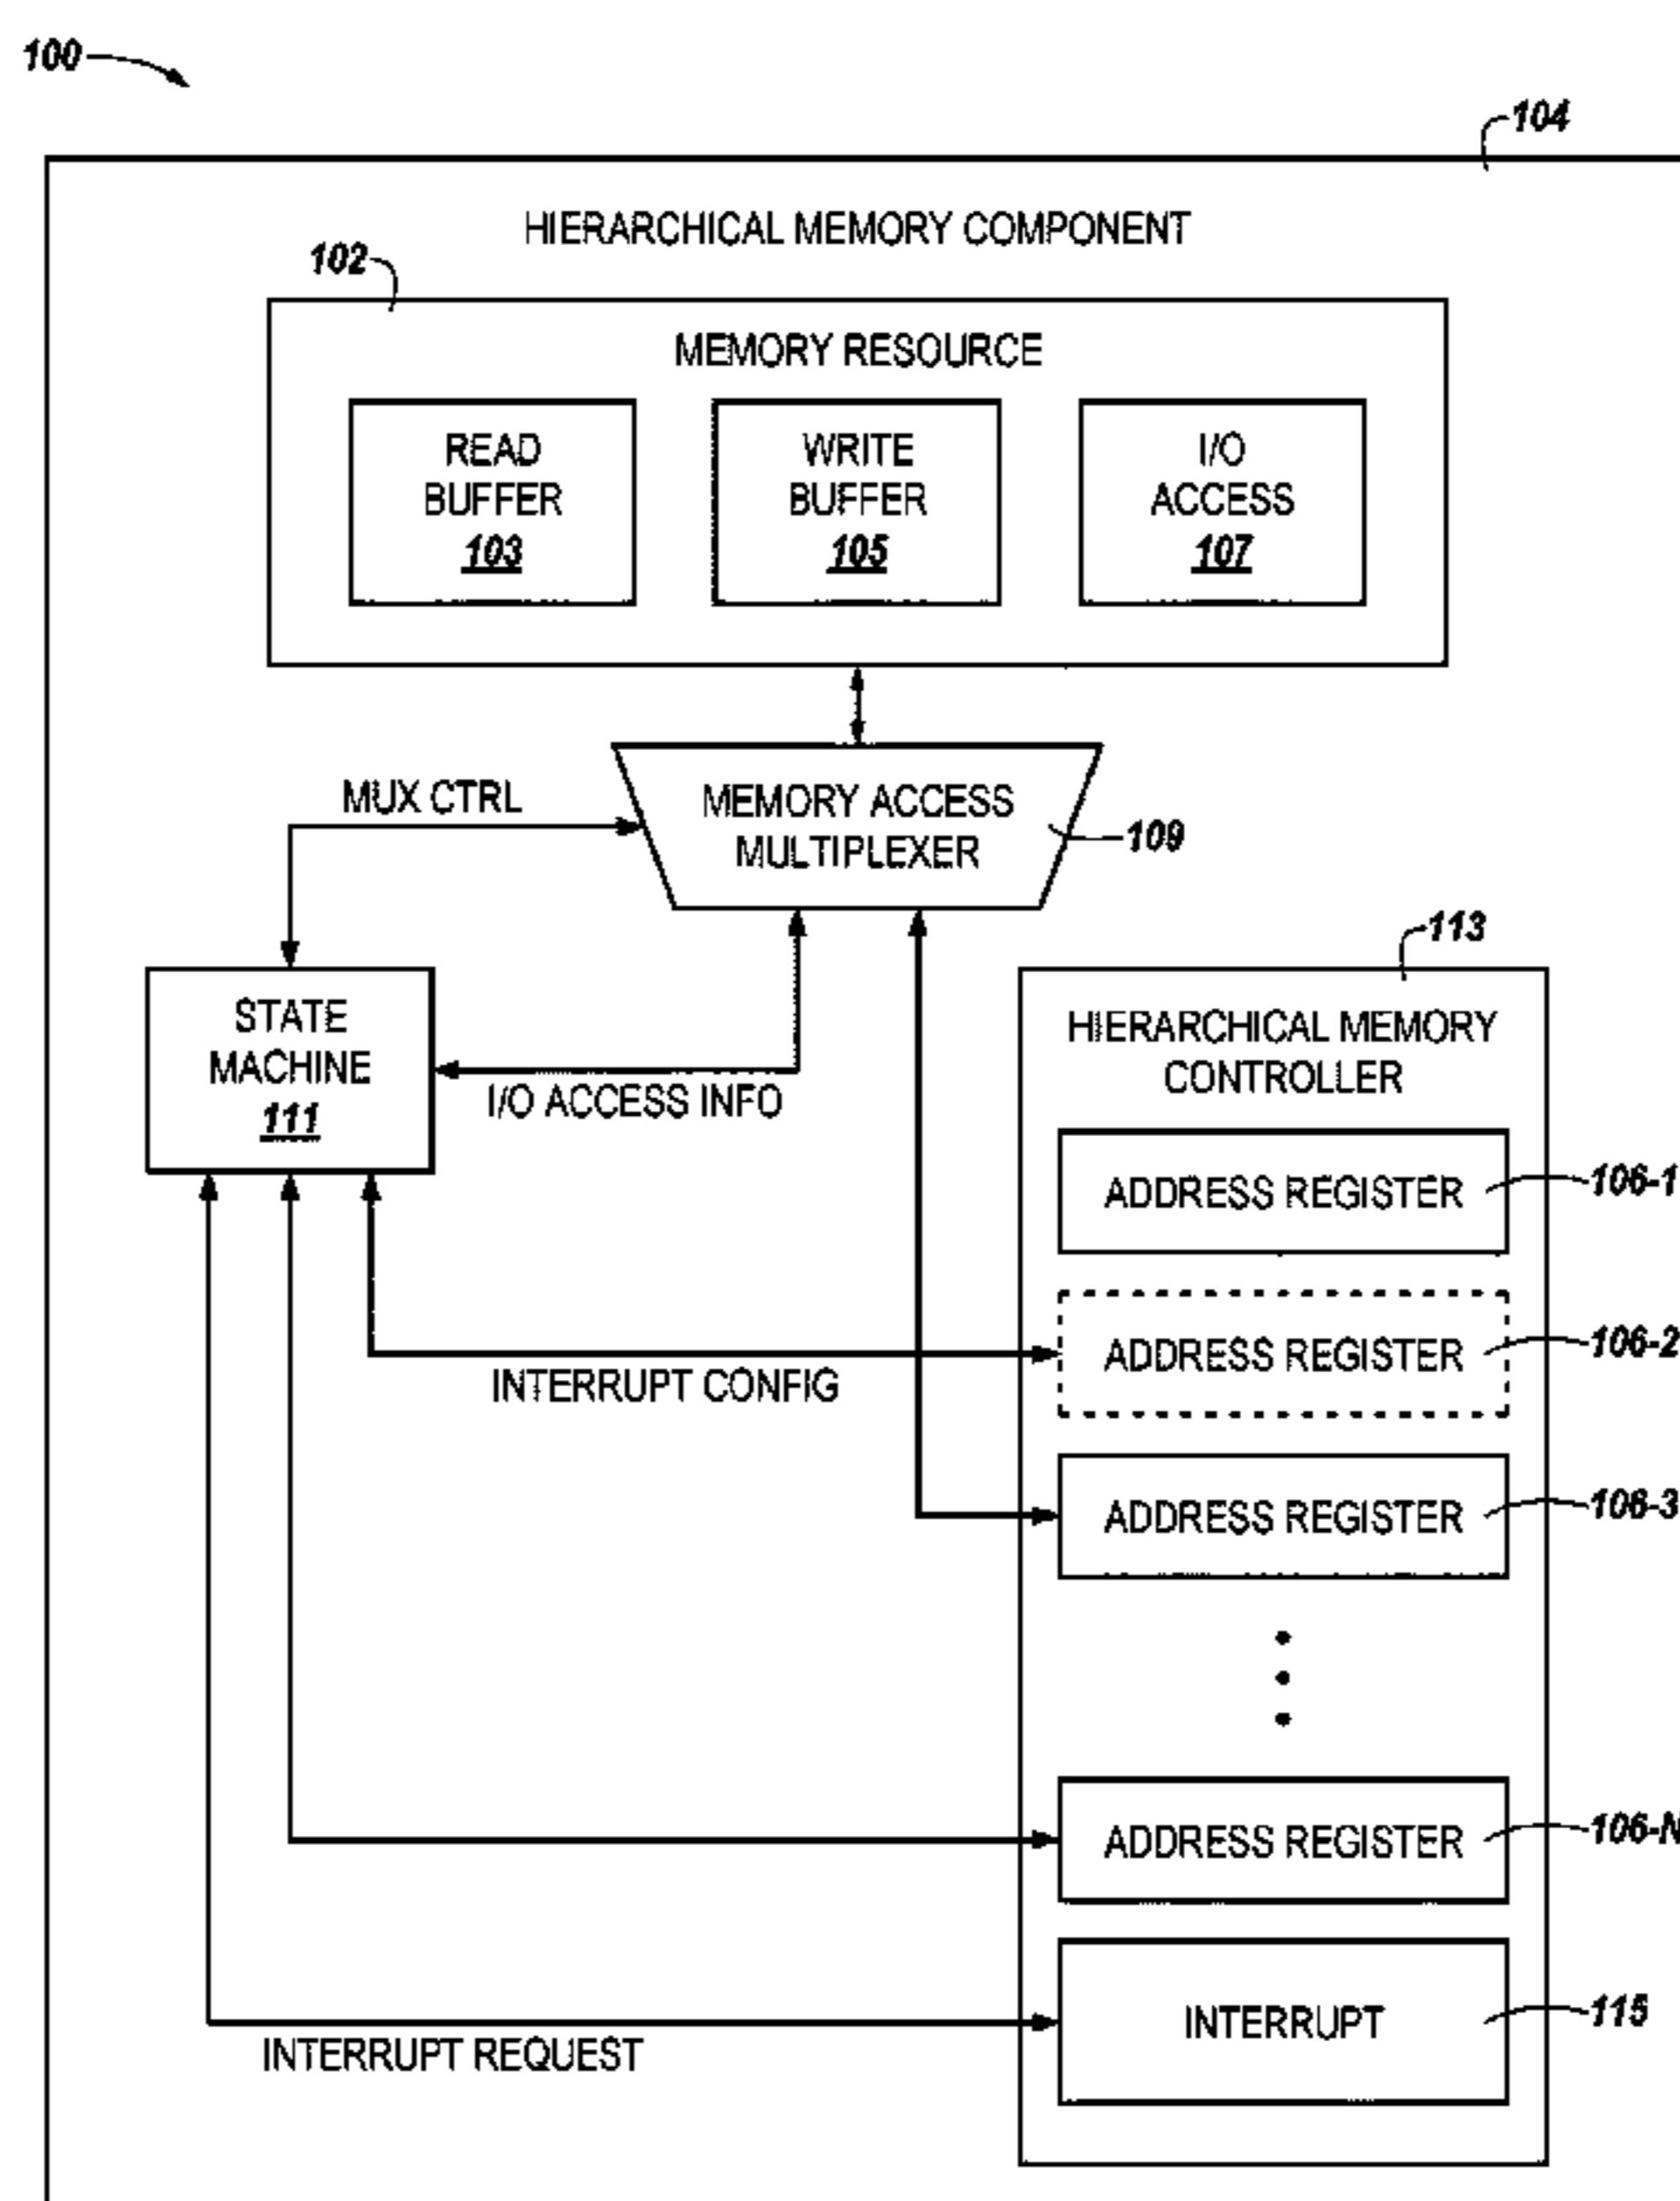 100
104
HIERARCHICAL MEMORY COMPONENT
102
MEMORY RESOURCE
READ
BUFFER
103
WRITE
BUFFER
105
I/O
ACCESS
107
MUX CTRL
MEMORY ACCESS
MULTIPLEXER
109
STATE
MACHINE
111
I/O ACCESS INFO
113
HIERARCHICAL MEMORY
CONTROLLER
ADDRESS REGISTER
106-1
ADDRESS REGISTER
106-2
INTERRUPT CONFIG
ADDRESS REGISTER
106-3
ADDRESS REGISTER
106-N
INTERRUPT
115
INTERRUPT REQUEST